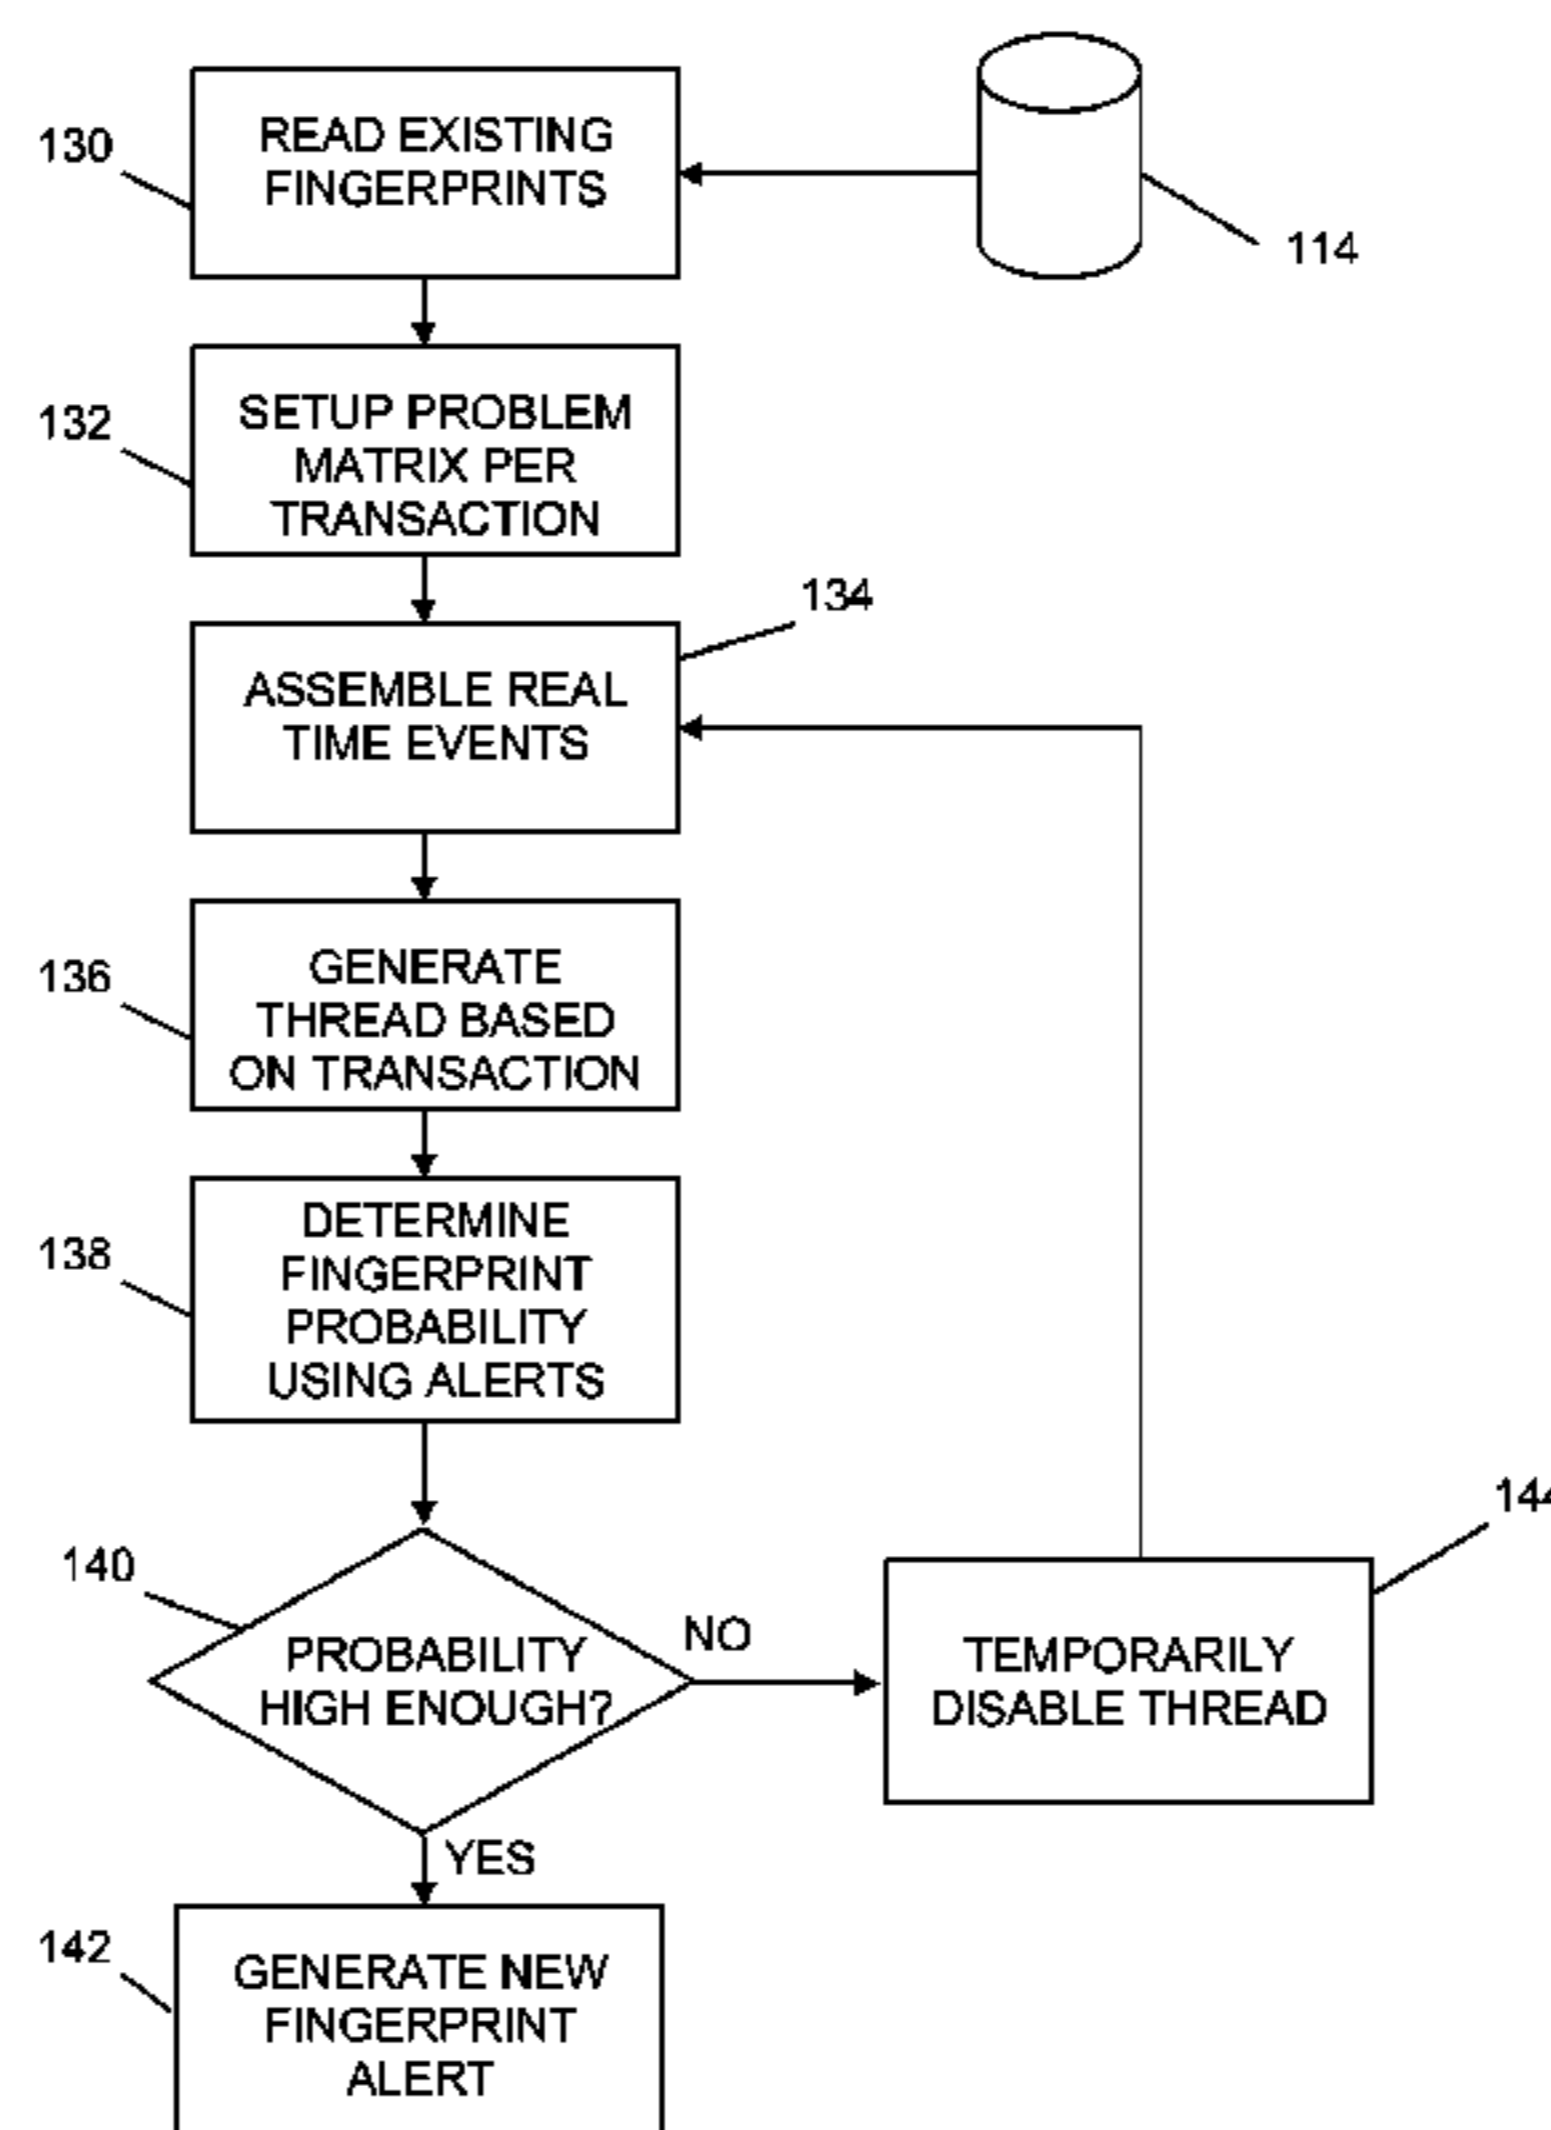 130
READ EXISTING
FINGERPRINTS
114
132
SETUP PROBLEM
MATRIX PER
TRANSACTION
134
ASSEMBLE REAL
TIME EVENTS
136
GENERATE
THREAD BASED
ON TRANSACTION
138
DETERMINE
FINGERPRINT
PROBABILITY
USING ALERTS
140
PROBABILITY
HIGH ENOUGH?
NO
144
TEMPORARILY
DISABLE THREAD
YES
142
GENERATE NEW
FINGERPRINT
ALERT